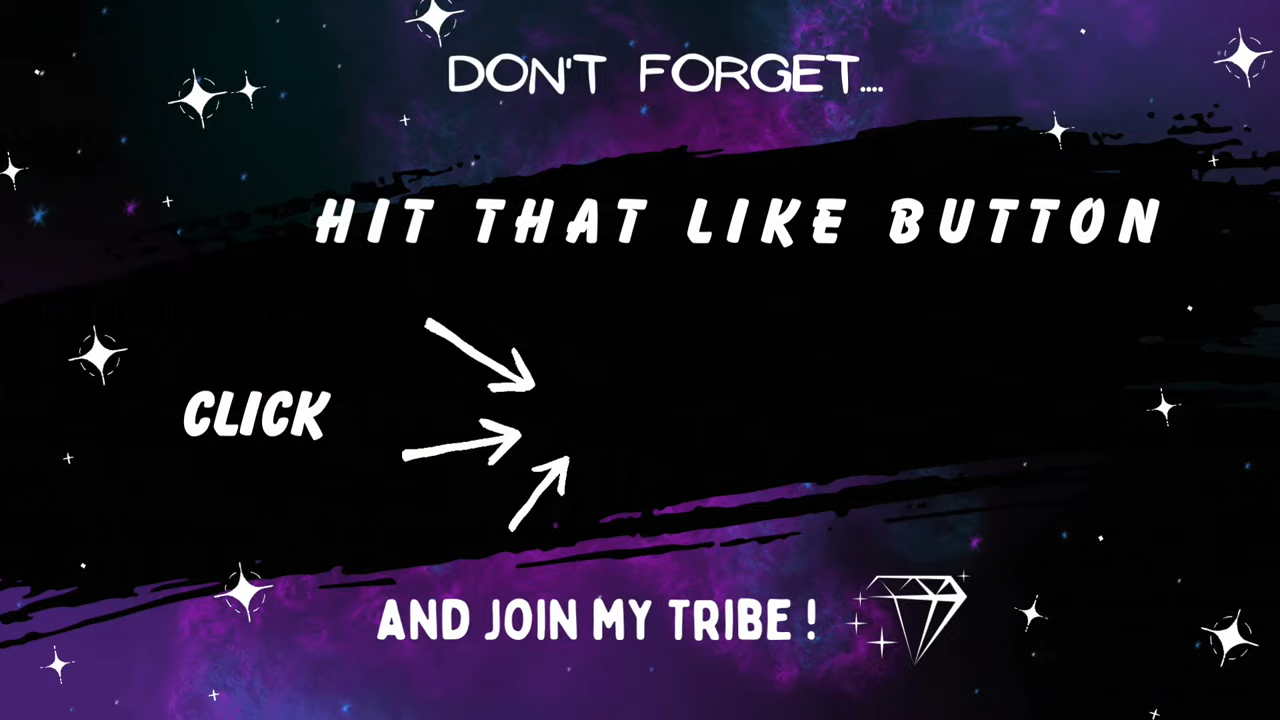 DON'T FORGET....
HIT THAT LIKE BUTTON
CLICK
AND JOIN MY TRIBE !